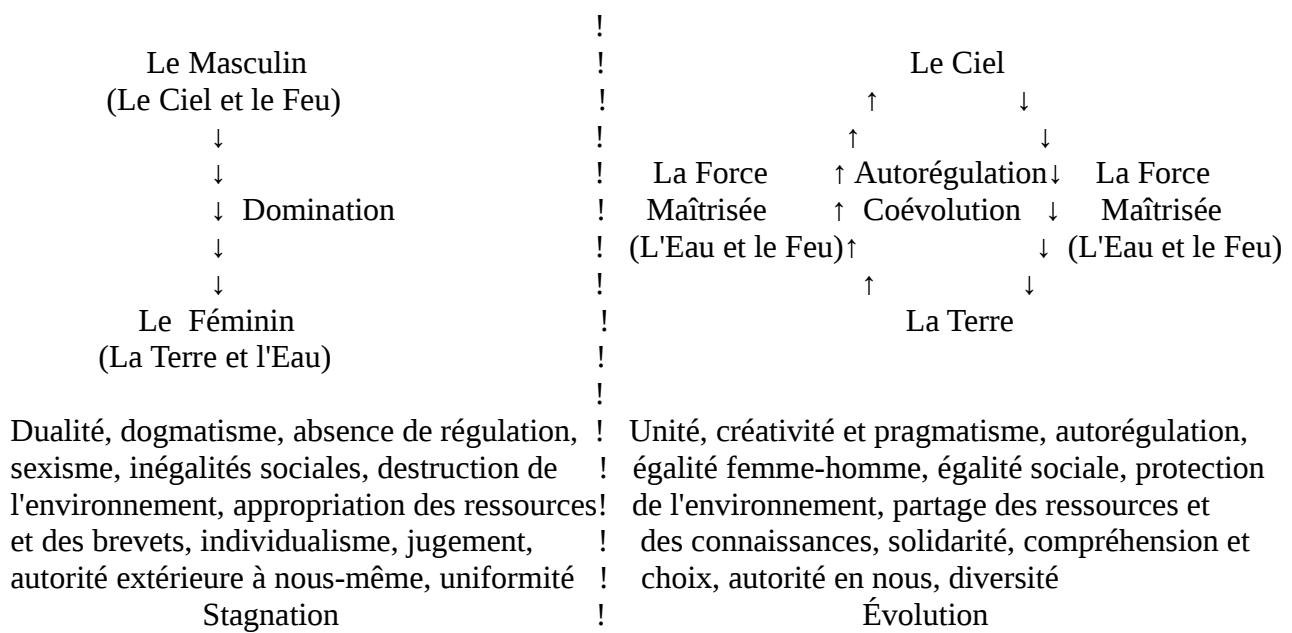 !
Le Masculin ! Le Ciel
(Le Ciel et le Feu) ! ↑ ↓
↓ ! ↑ ↓
↓ ! La Force ↑ Autorégulation↓ La Force
↓ Domination ! Maîtrisée ↑ Coévolution ↓ Maîtrisée
↓ ! (L'Eau et le Feu)↑ ↓ (L'Eau et le Feu)
↓ ! ↑ ↓
Le Féminin ! La Terre
(La Terre et l'Eau) !
!
Dualité, dogmatisme, absence de régulation, ! Unité, créativité et pragmatisme, autorégulation,
sexisme, inégalités sociales, destruction de ! égalité femme-homme, égalité sociale, protection
l'environnement, appropriation des ressources! de l'environnement, partage des ressources et
et des brevets, individualisme, jugement, ! des connaissances, solidarité, compréhension et
autorité extérieure à nous-même, uniformité ! choix, autorité en nous, diversité
Stagnation ! Évolution